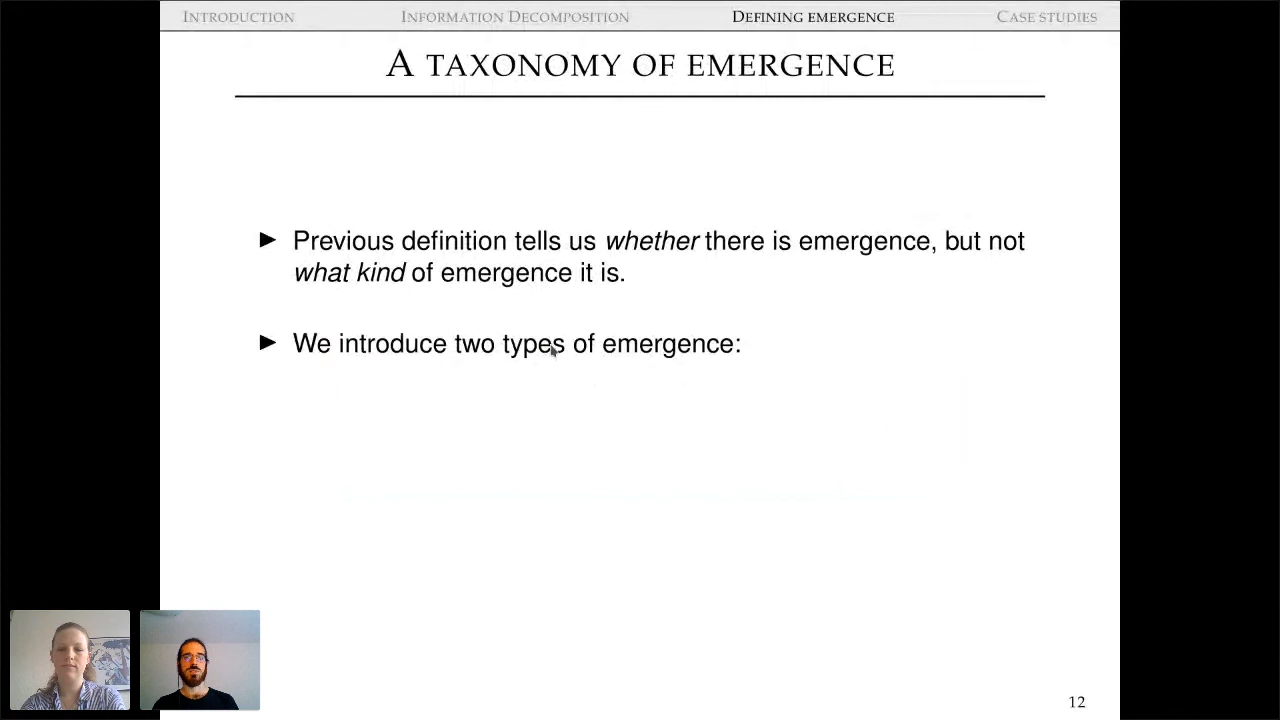 INTRODUCTION INFORMATION DECOMPOSITION DEFINING EMERGENCE CASE STUDIES
A TAXONOMY OF EMERGENCE
▶ Previous definition tells us whether there is emergence, but not
what kind of emergence it is.
▶ We introduce two types of emergence:
12